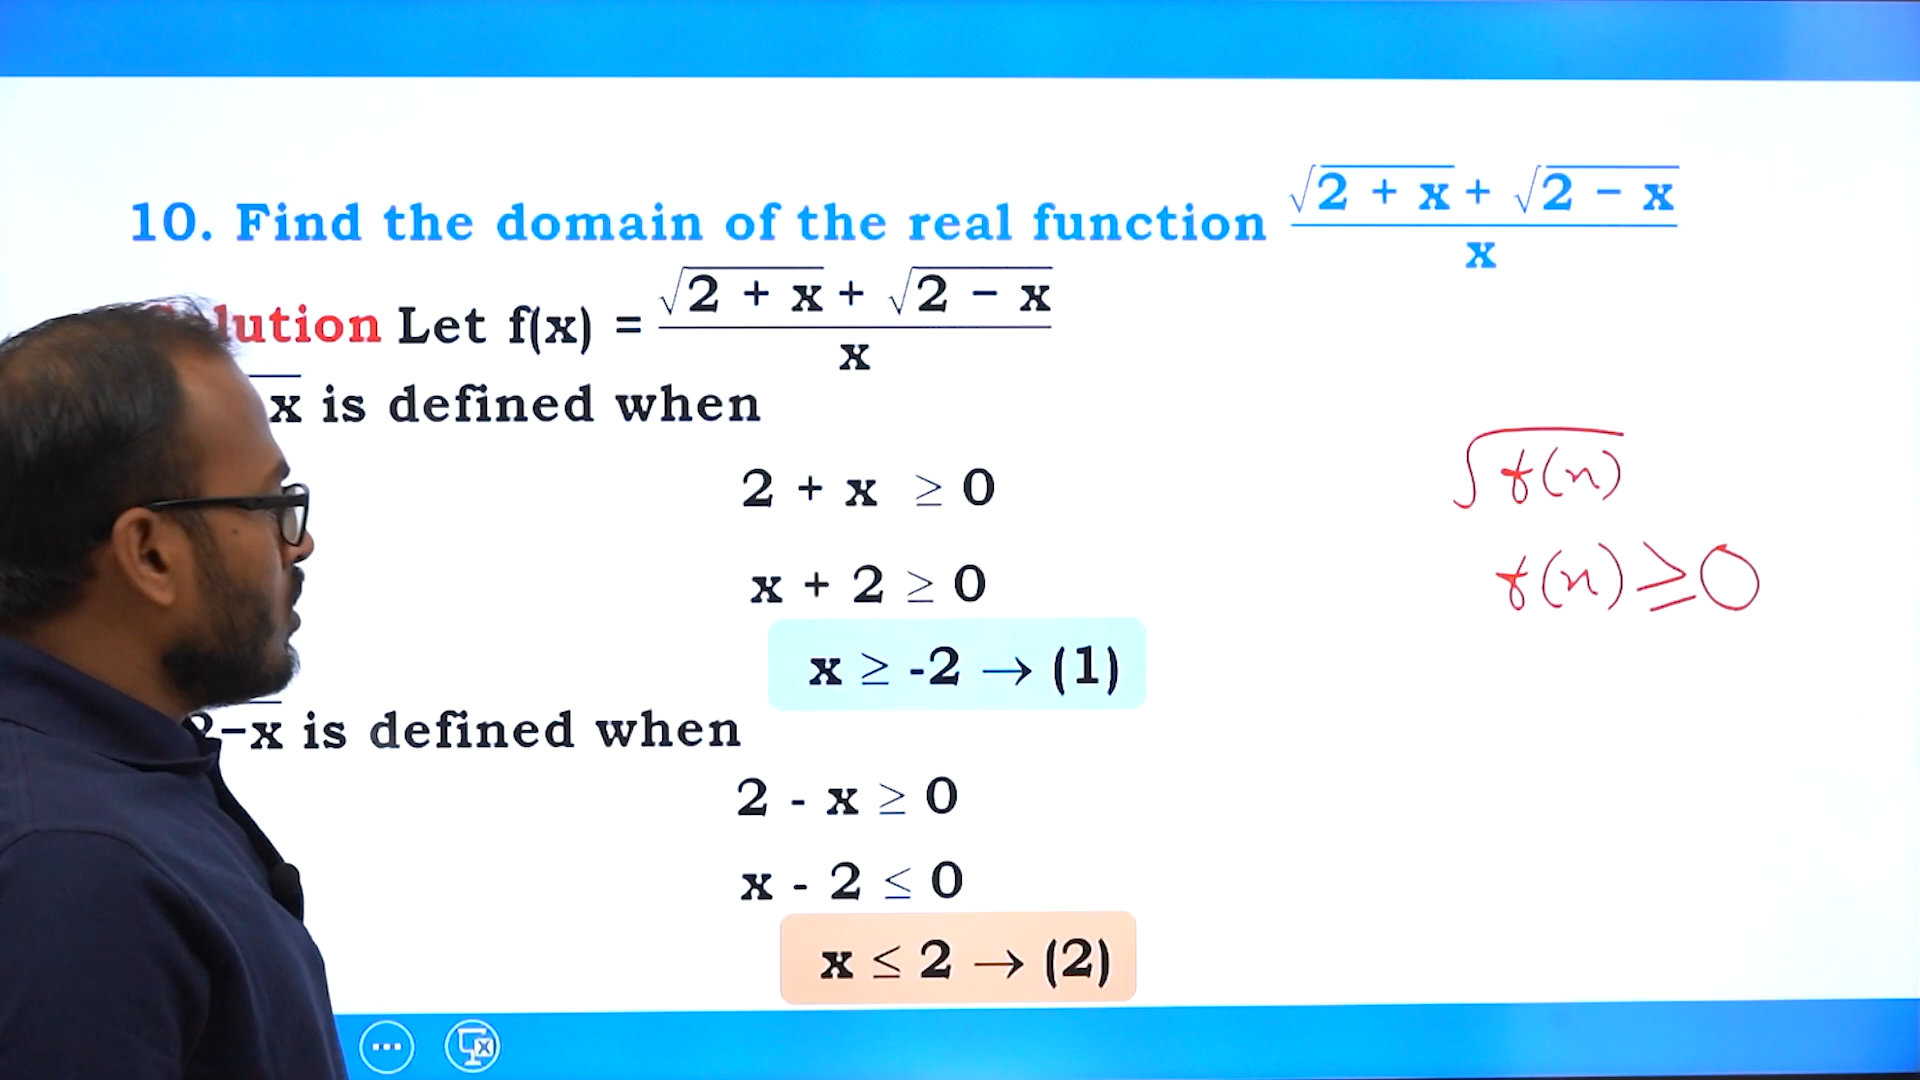 10. Find the domain of the real function (√(2 + x) + √(2 − x))/x
lution Let f(x) = (√(2 + x) + √(2 − x))/x
x is defined when
2 + x ≥ 0
x + 2 ≥ 0
x ≥ -2 → (1)
2−x is defined when
2 - x ≥ 0
x - 2 ≤ 0
x ≤ 2 → (2)
√f(n)
f(n) ≥ 0